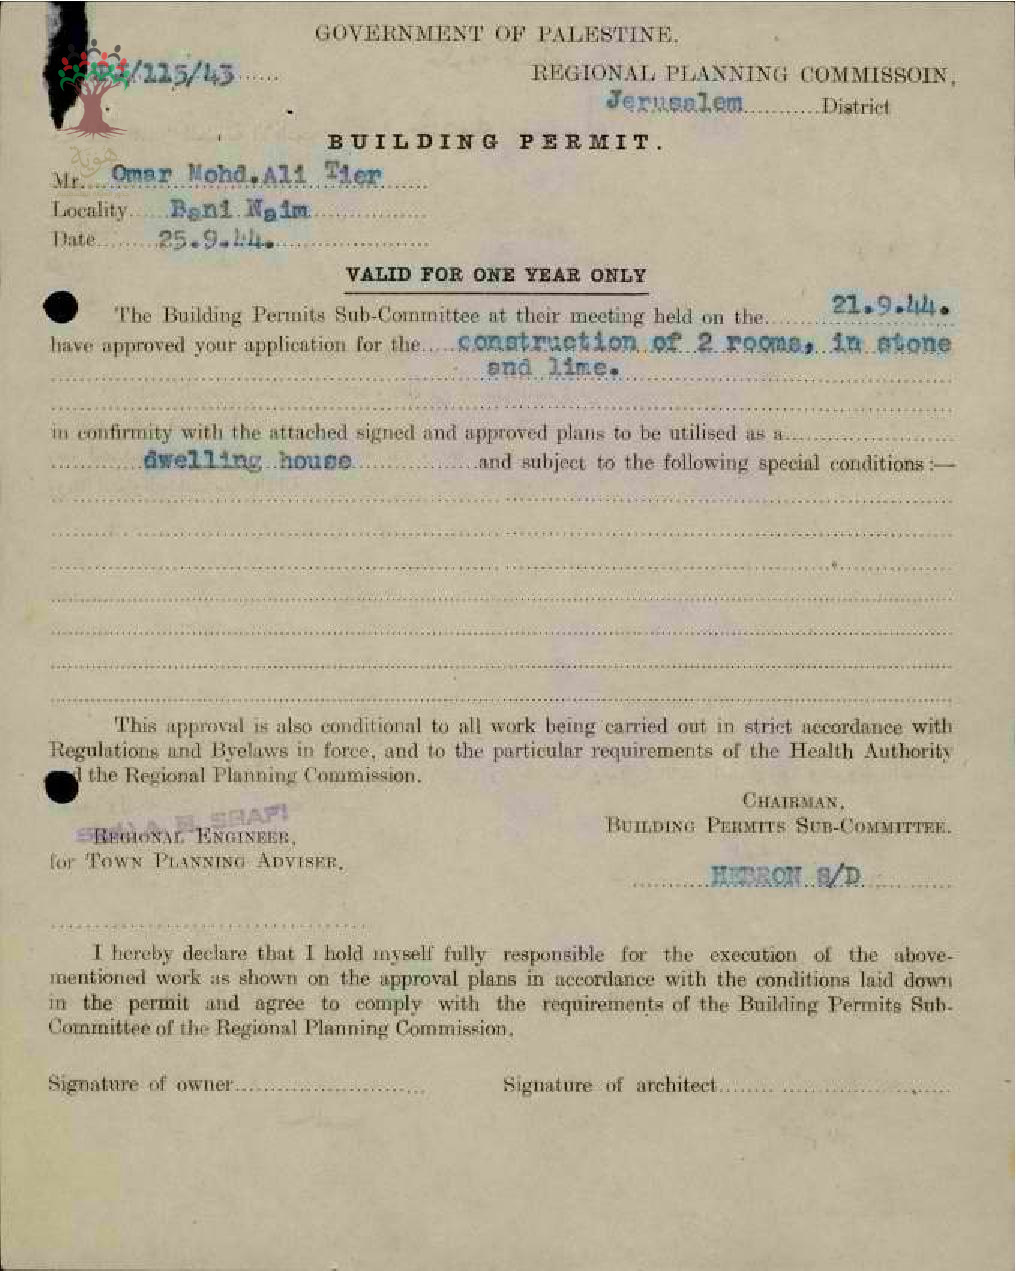 GOVERNMENT OF PALESTINE.
/115/43......
REGIONAL PLANNING COMMISSOIN,
Jerusalem...........District
هوية
BUILDING PERMIT.
Mr.... Omar Mohd.Ali Tier
Locality..... Bani Naim
Date......... 25.9.44.
VALID FOR ONE YEAR ONLY
The Building Permits Sub-Committee at their meeting held on the 21.9.44.
have approved your application for the.....construction of 2 rooms, in stone
and lime.
in confirmity with the attached signed and approved plans to be utilised as a
dwelling house and subject to the following special conditions :—
This approval is also conditional to all work being carried out in strict accordance with
Regulations and Byelaws in force, and to the particular requirements of the Health Authority
the Regional Planning Commission.
CHAIRMAN,
BUILDING PERMITS SUB-COMMITTEE.
REGIONAL ENGINEER,
for TOWN PLANNING ADVISER.
HEBRON S/D
I hereby declare that I hold myself fully responsible for the execution of the above-
mentioned work as shown on the approval plans in accordance with the conditions laid down
in the permit and agree to comply with the requirements of the Building Permits Sub-
Committee of the Regional Planning Commission.
Signature of owner...........................
Signature of architect...........................